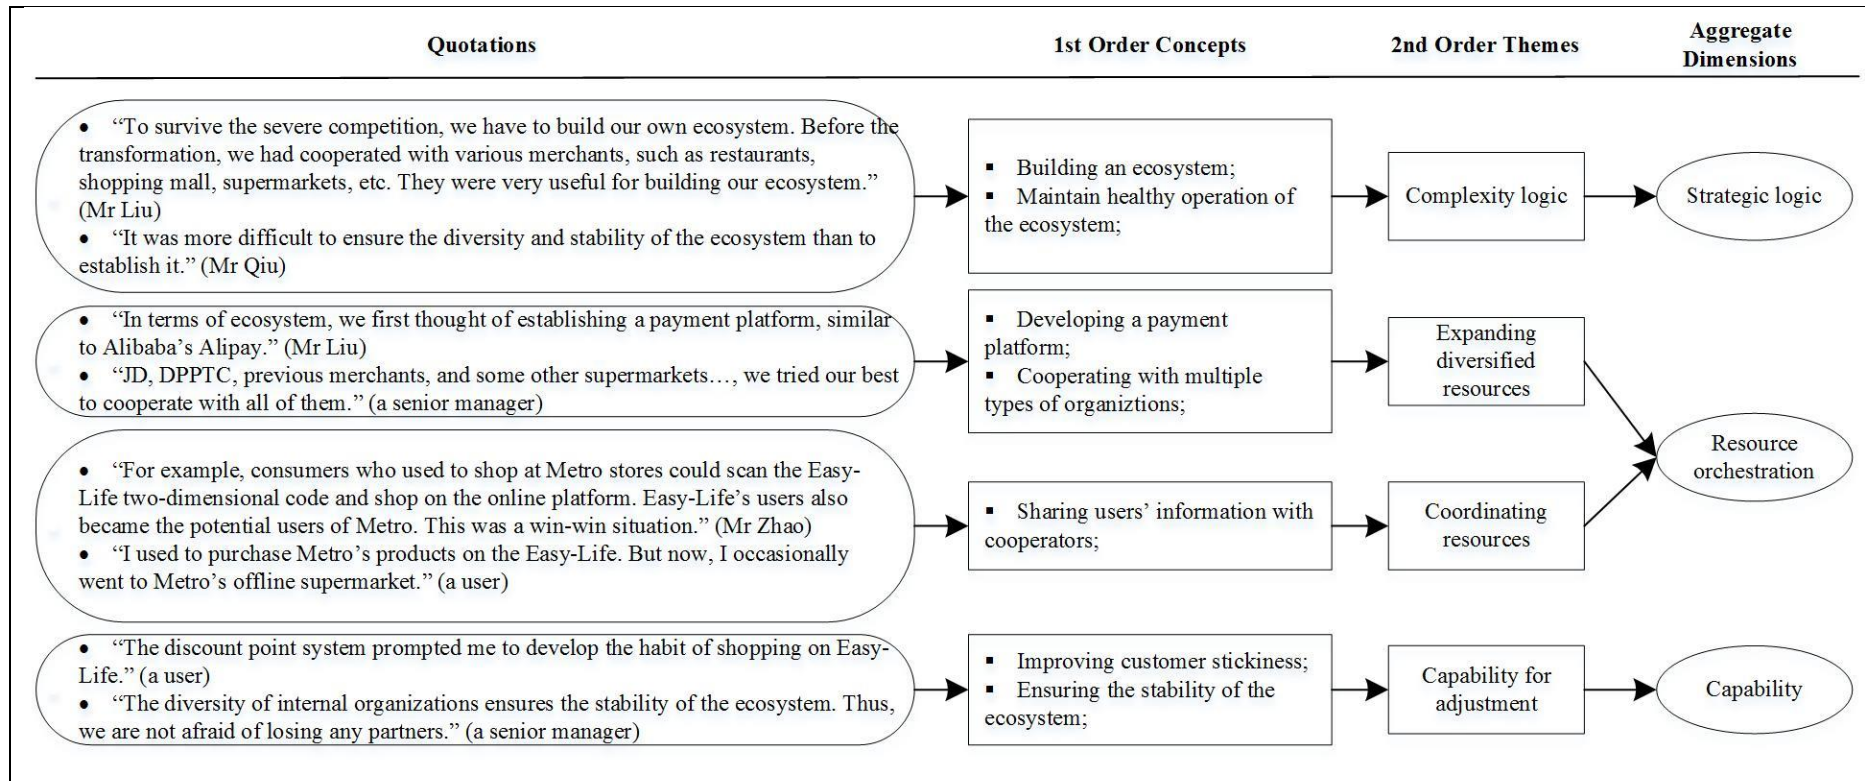 Quotations
1st Order Concepts
2nd Order Themes
Aggregate
Dimensions
• “To survive the severe competition, we have to build our own ecosystem. Before the
transformation, we had cooperated with various merchants, such as restaurants,
shopping mall, supermarkets, etc. They were very useful for building our ecosystem.”
(Mr Liu)
• “It was more difficult to ensure the diversity and stability of the ecosystem than to
establish it.” (Mr Qiu)
▪ Building an ecosystem;
▪ Maintain healthy operation of
the ecosystem;
Complexity logic
Strategic logic
• “In terms of ecosystem, we first thought of establishing a payment platform, similar
to Alibaba’s Alipay.” (Mr Liu)
• “JD, DPPTC, previous merchants, and some other supermarkets…, we tried our best
to cooperate with all of them.” (a senior manager)
▪ Developing a payment
platform;
▪ Cooperating with multiple
types of organiztions;
Expanding
diversified
resources
• “For example, consumers who used to shop at Metro stores could scan the Easy-
Life two-dimensional code and shop on the online platform. Easy-Life’s users also
became the potential users of Metro. This was a win-win situation.” (Mr Zhao)
• “I used to purchase Metro’s products on the Easy-Life. But now, I occasionally
went to Metro’s offline supermarket.” (a user)
▪ Sharing users’ information with
cooperators;
Coordinating
resources
Resource
orchestration
• “The discount point system prompted me to develop the habit of shopping on Easy-
Life.” (a user)
• “The diversity of internal organizations ensures the stability of the ecosystem. Thus,
we are not afraid of losing any partners.” (a senior manager)
▪ Improving customer stickiness;
▪ Ensuring the stability of the
ecosystem;
Capability for
adjustment
Capability